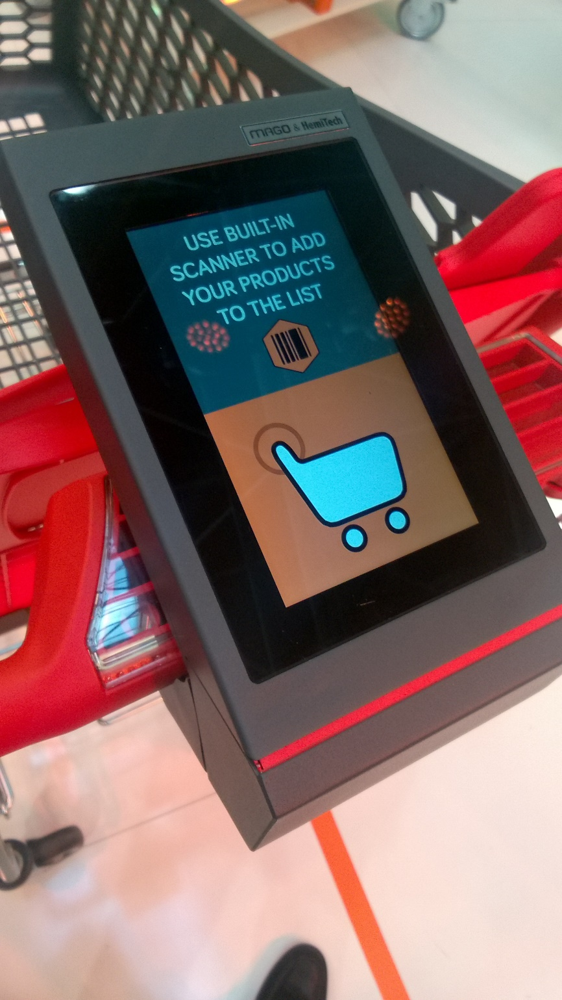 MAGO & HemiTech
USE BUILT-IN
SCANNER TO ADD
YOUR PRODUCTS
TO THE LIST